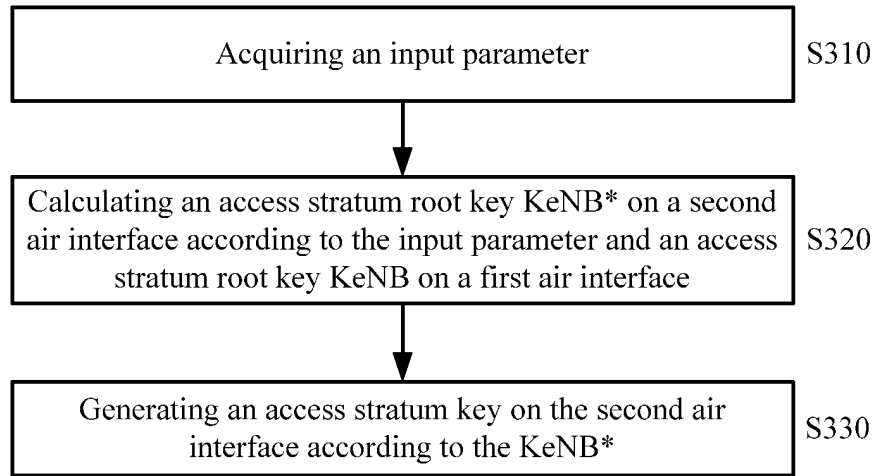 Acquiring an input parameter
S310
Calculating an access stratum root key KeNB* on a second
air interface according to the input parameter and an access
stratum root key KeNB on a first air interface
S320
Generating an access stratum key on the second air
interface according to the KeNB*
S330